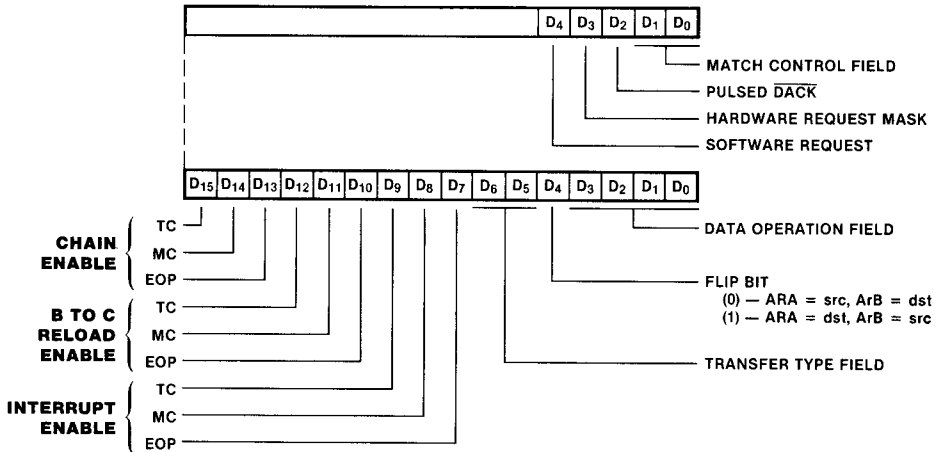 D4 D3 D2 D1 D0
MATCH CONTROL FIELD
PULSED DACK
HARDWARE REQUEST MASK
SOFTWARE REQUEST
D15 D14 D13 D12 D11 D10 D9 D8 D7 D6 D5 D4 D3 D2 D1 D0
CHAIN ENABLE
TC
MC
EOP
B TO C RELOAD ENABLE
TC
MC
EOP
INTERRUPT ENABLE
TC
MC
EOP
DATA OPERATION FIELD
FLIP BIT
(0) — ARA = src, ArB = dst
(1) — ARA = dst, ArB = src
TRANSFER TYPE FIELD